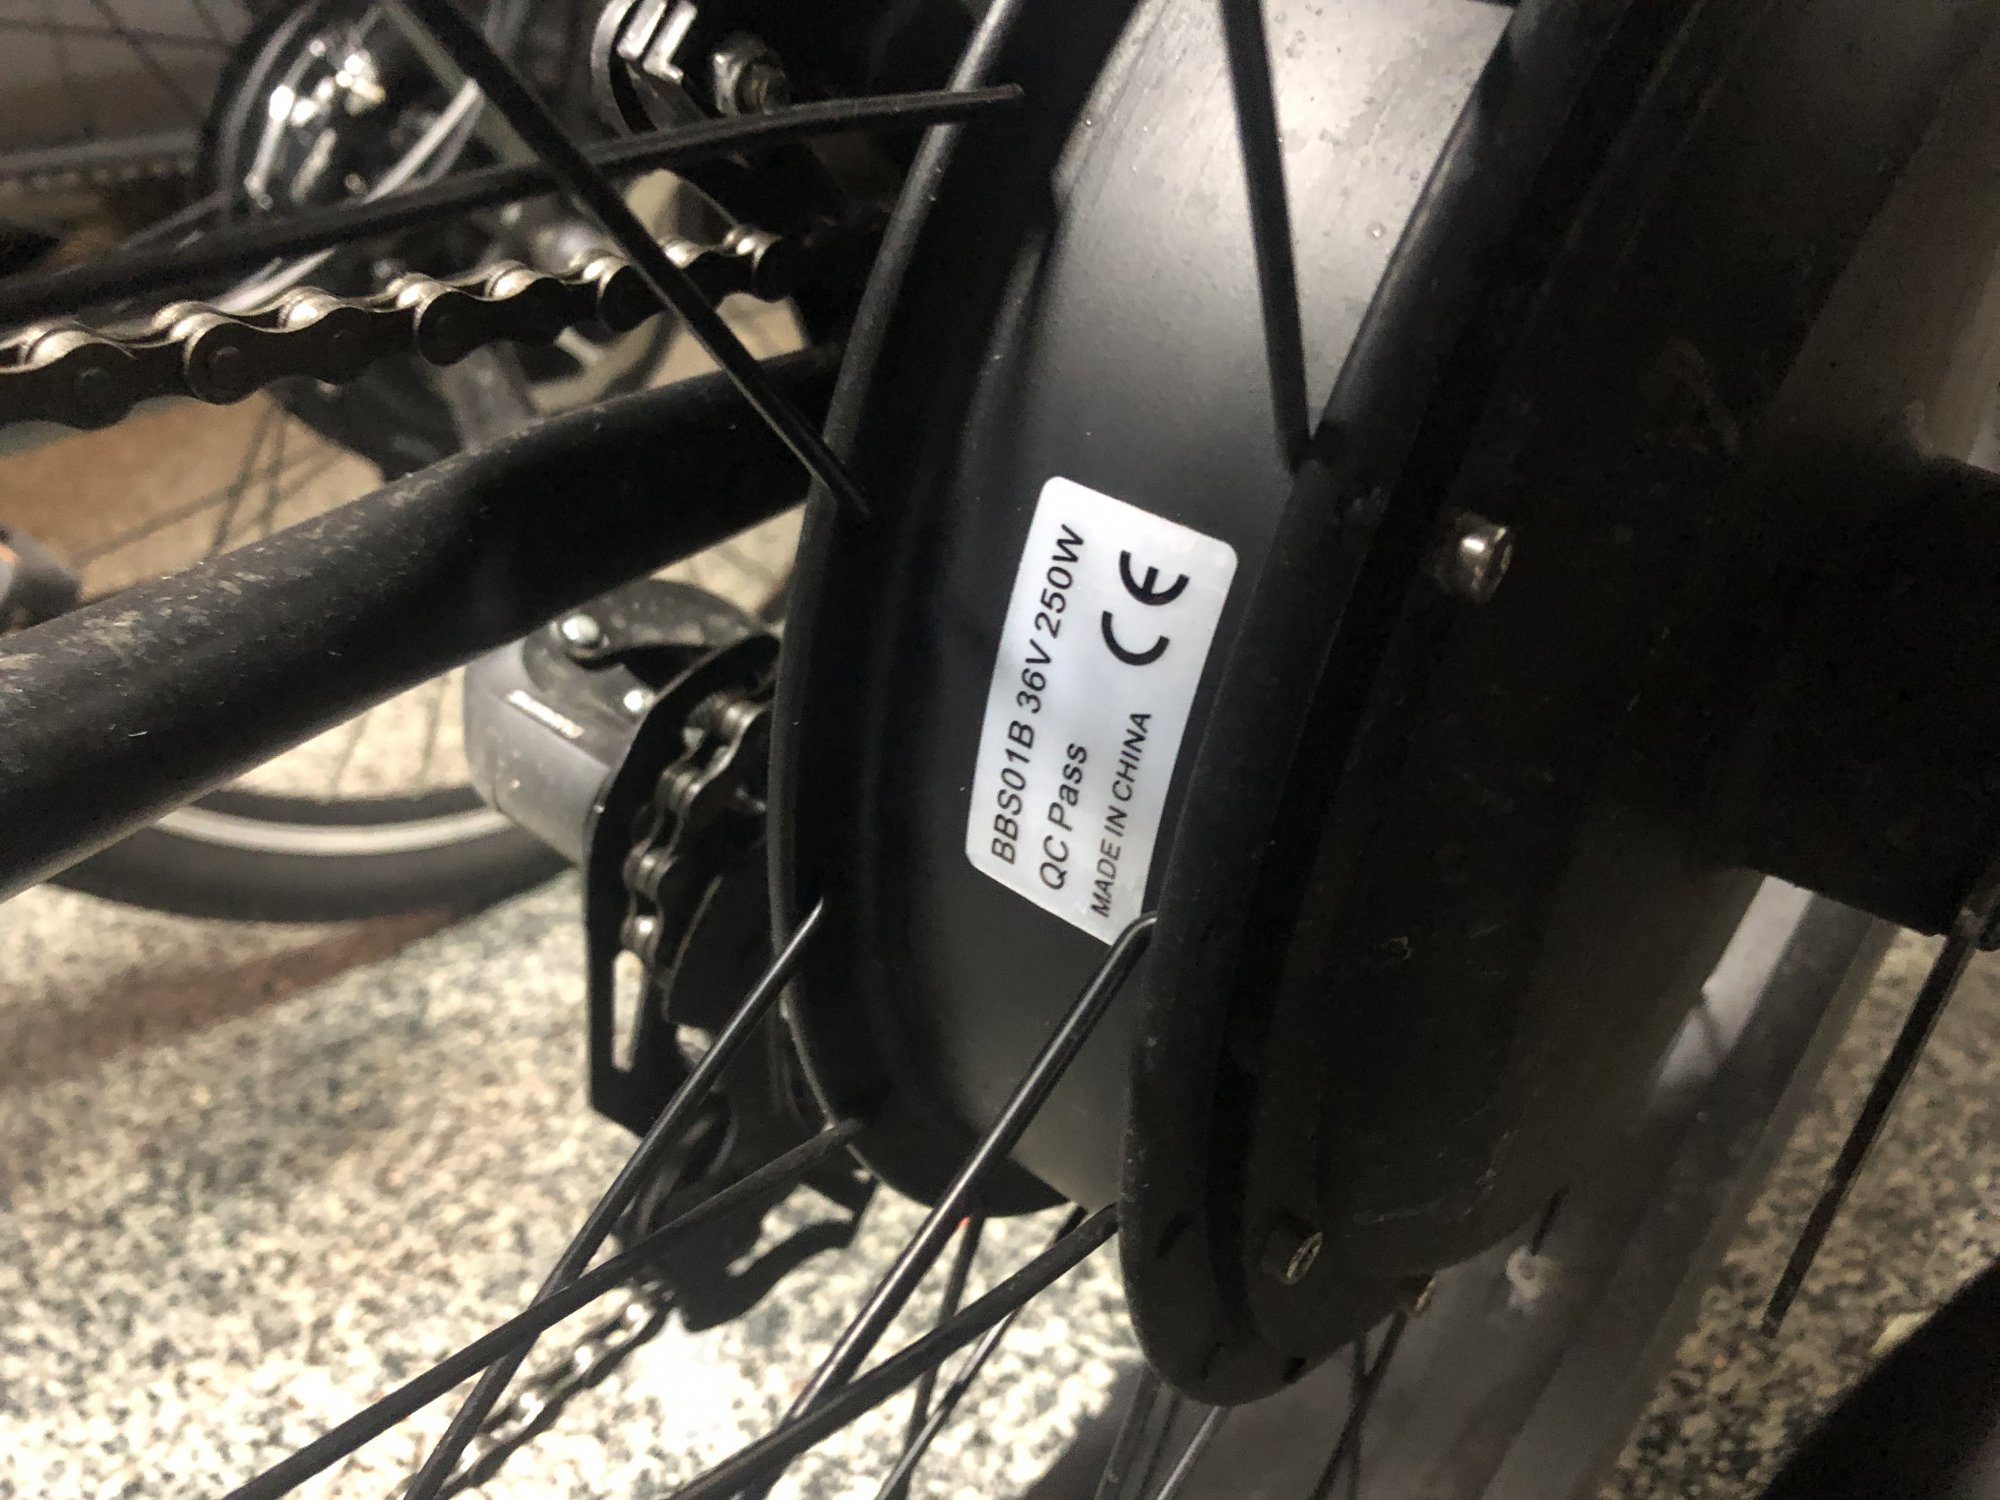 BBS01B 36V 250W
QC Pass
MADE IN CHINA
CE